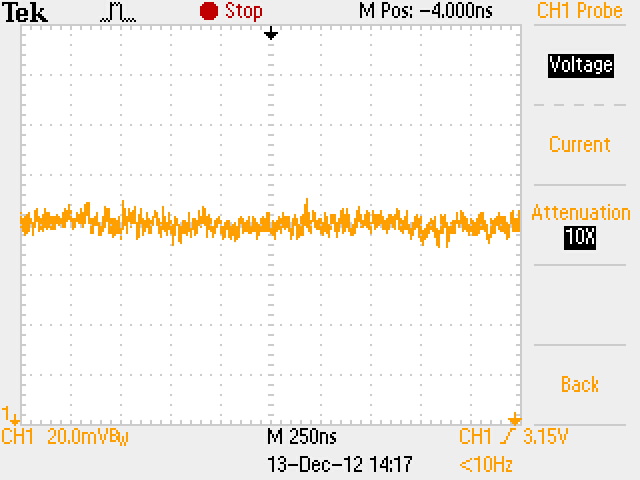 Tek Stop M Pos: -4.000ns CH1 Probe
Voltage
Current
Attenuation
10X
Back
1
CH1 20.0mVBw M 250ns CH1 3.15V
13-Dec-12 14:17 <10Hz